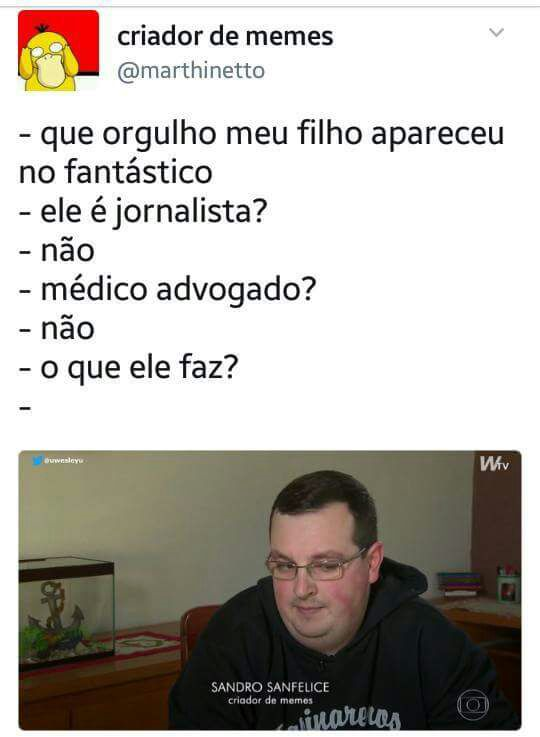 criador de memes
@marthinetto
- que orgulho meu filho apareceu
no fantástico
- ele é jornalista?
- não
- médico advogado?
- não
- o que ele faz?
-
@uwesleyu
WTV
SANDRO SANFELICE
criador de memes